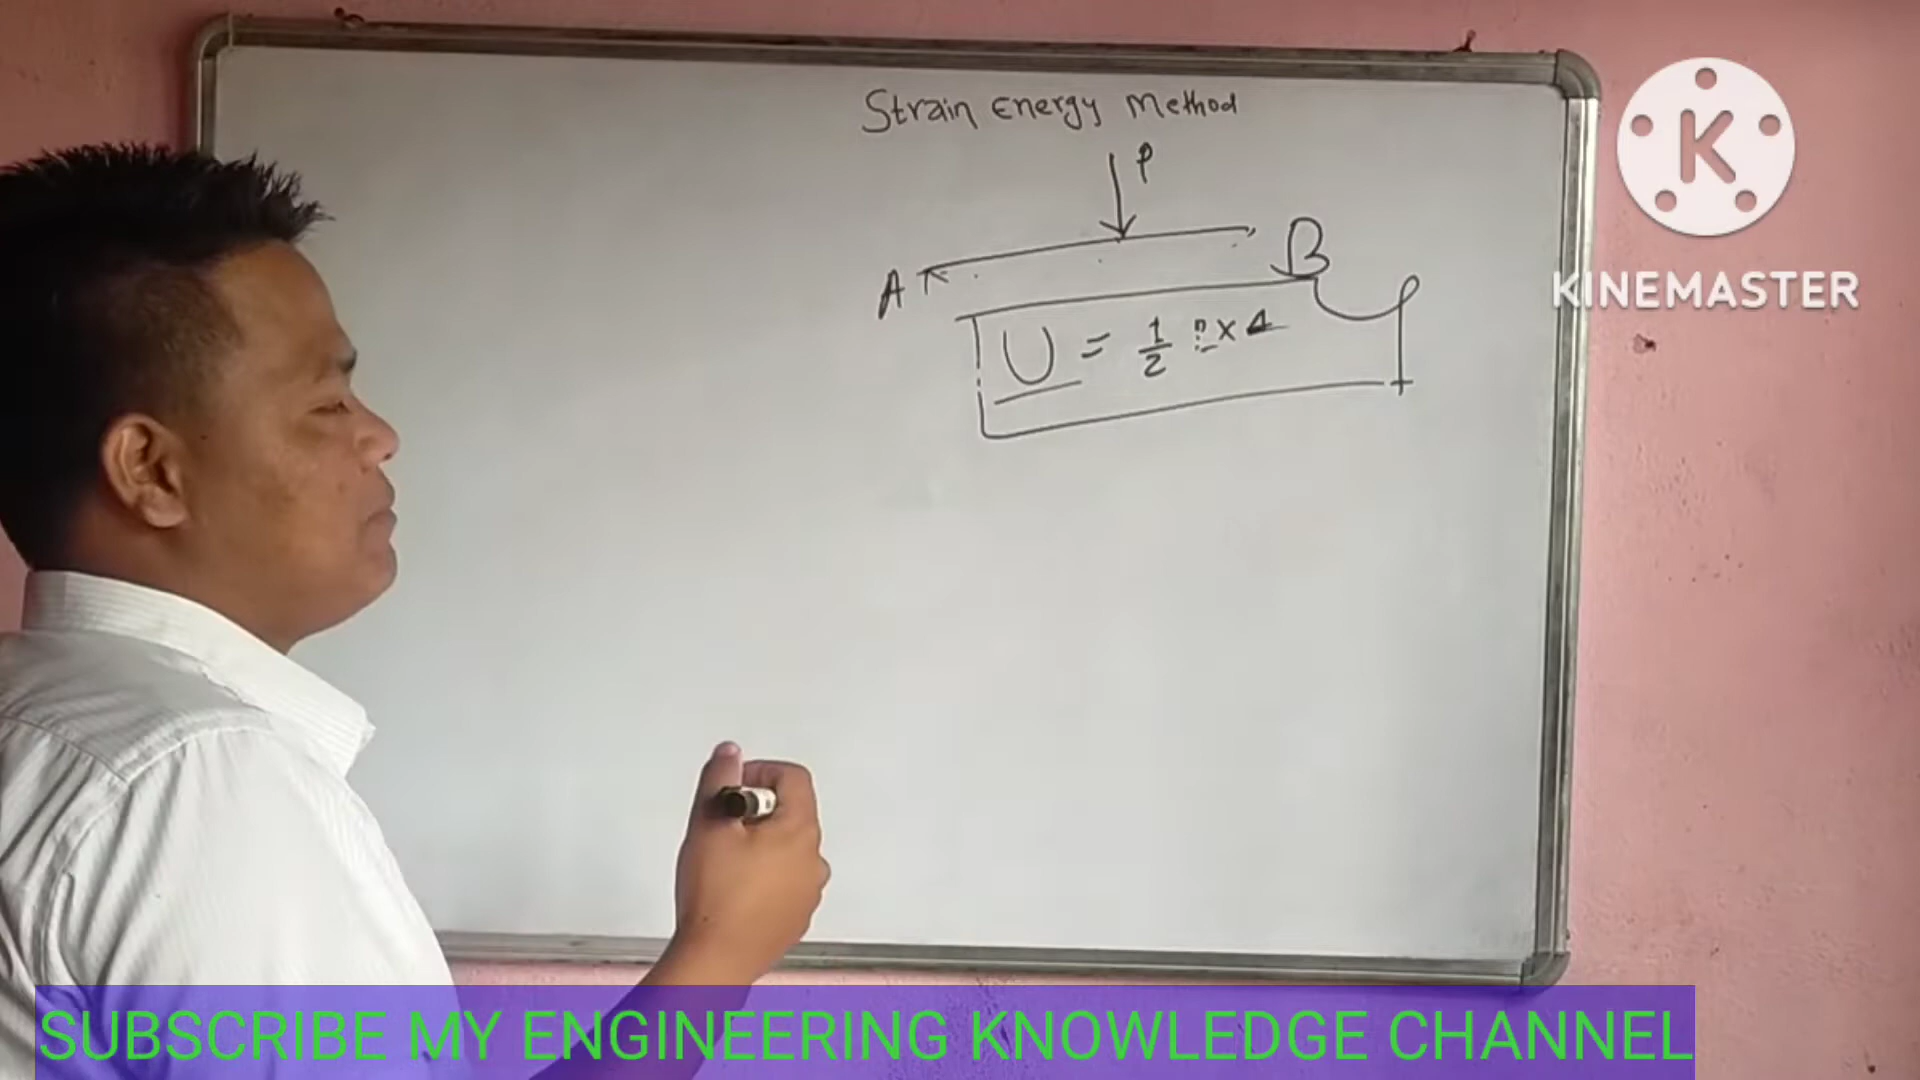 Strain Energy Method
P
A
B
U = 1/2 P × Δ
K
KINEMASTER
SUBSCRIBE MY ENGINEERING KNOWLEDGE CHANNEL